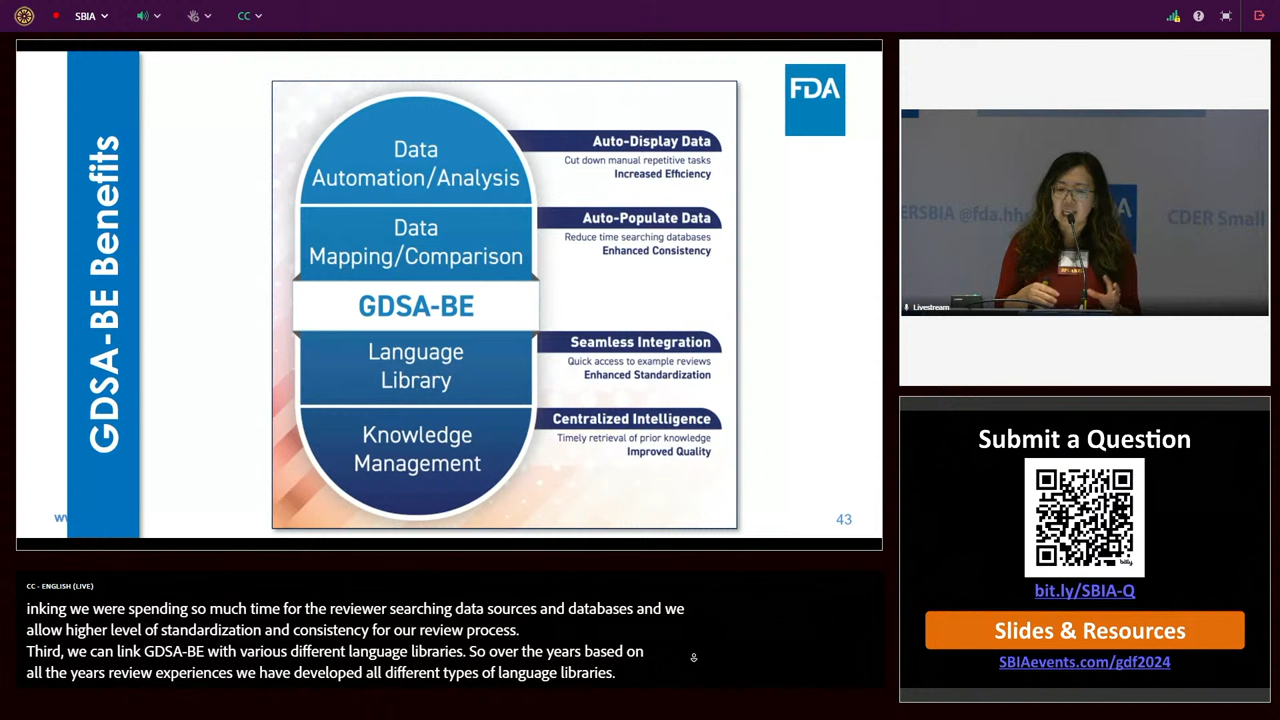 SBIA
CC
GDSA-BE Benefits
FDA
Data
Automation/Analysis
Auto-Display Data
Cut down manual repetitive tasks
Increased Efficiency
Data
Mapping/Comparison
Auto-Populate Data
Reduce time searching databases
Enhanced Consistency
GDSA-BE
Language
Library
Seamless Integration
Quick access to example reviews
Enhanced Standardization
Knowledge
Management
Centralized Intelligence
Timely retrieval of prior knowledge
Improved Quality
43
ERSBIA @fda.hhs
CDER Small
Livestream
Submit a Question
bitly
bit.ly/SBIA-Q
Slides & Resources
SBIAevents.com/gdf2024
CC - ENGLISH (LIVE)
inking we were spending so much time for the reviewer searching data sources and databases and we
allow higher level of standardization and consistency for our review process.
Third, we can link GDSA-BE with various different language libraries. So over the years based on
all the years review experiences we have developed all different types of language libraries.